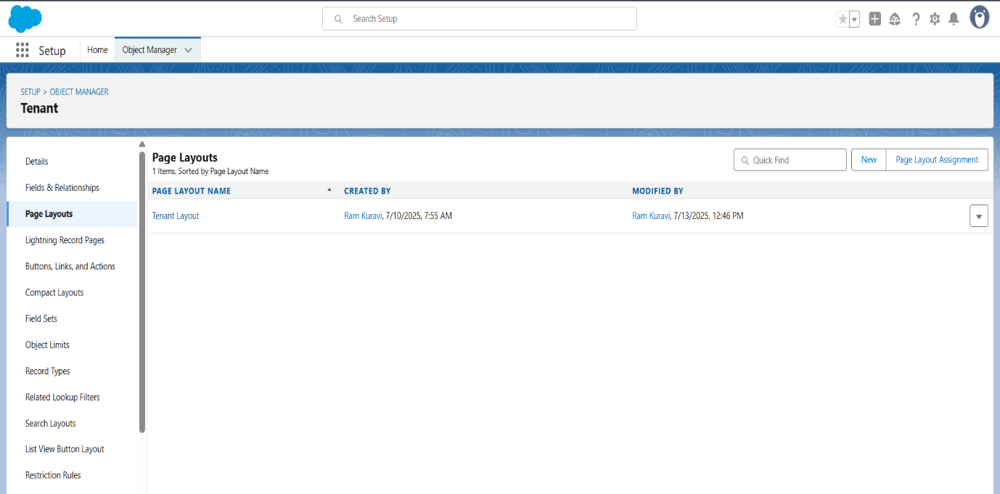 Search Setup
Setup
Home
Object Manager
SETUP > OBJECT MANAGER
Tenant
Details
Fields & Relationships
Page Layouts
Lightning Record Pages
Buttons, Links, and Actions
Compact Layouts
Field Sets
Object Limits
Record Types
Related Lookup Filters
Search Layouts
List View Button Layout
Restriction Rules
Page Layouts
1 Items, Sorted by Page Layout Name
Quick Find
New
Page Layout Assignment
PAGE LAYOUT NAME CREATED BY MODIFIED BY
Tenant Layout Ram Kuravi, 7/10/2025, 7:55 AM Ram Kuravi, 7/13/2025, 12:46 PM